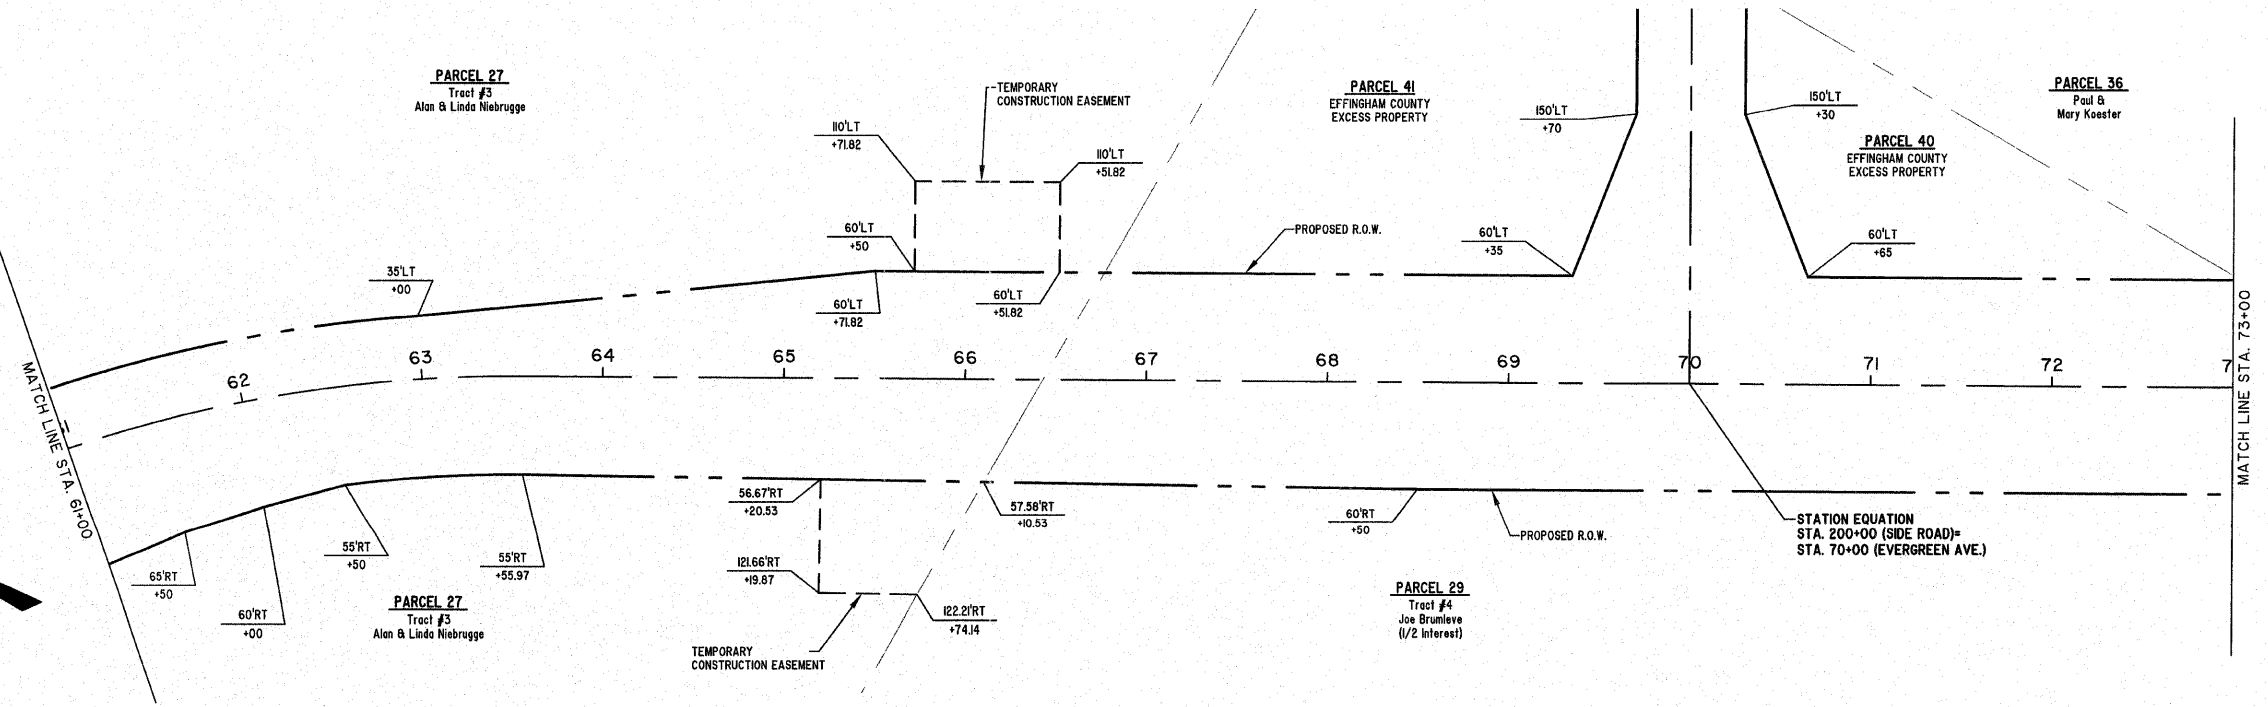 PARCEL 27
Tract #3
Alan & Linda Niebrugge
TEMPORARY
CONSTRUCTION EASEMENT
110'LT
+71.82
110'LT
+51.82
PARCEL 41
EFFINGHAM COUNTY
EXCESS PROPERTY
150'LT
+70
150'LT
+30
PARCEL 40
EFFINGHAM COUNTY
EXCESS PROPERTY
PARCEL 36
Paul &
Mary Koester
35'LT
+00
60'LT
+50
60'LT
+71.82
60'LT
+51.82
PROPOSED R.O.W.
60'LT
+35
60'LT
+65
MATCH LINE STA. 61+00
62
63
64
65
66
67
68
69
70
71
72
7
MATCH LINE STA. 73+00
65'RT
+50
60'RT
+00
55'RT
+50
55'RT
+55.97
PARCEL 27
Tract #3
Alan & Linda Niebrugge
56.67'RT
+20.53
121.66'RT
+19.87
TEMPORARY
CONSTRUCTION EASEMENT
57.58'RT
+10.53
122.21'RT
+74.14
60'RT
+50
PROPOSED R.O.W.
PARCEL 29
Tract #4
Joe Brumleve
(1/2 Interest)
STATION EQUATION
STA. 200+00 (SIDE ROAD)=
STA. 70+00 (EVERGREEN AVE.)